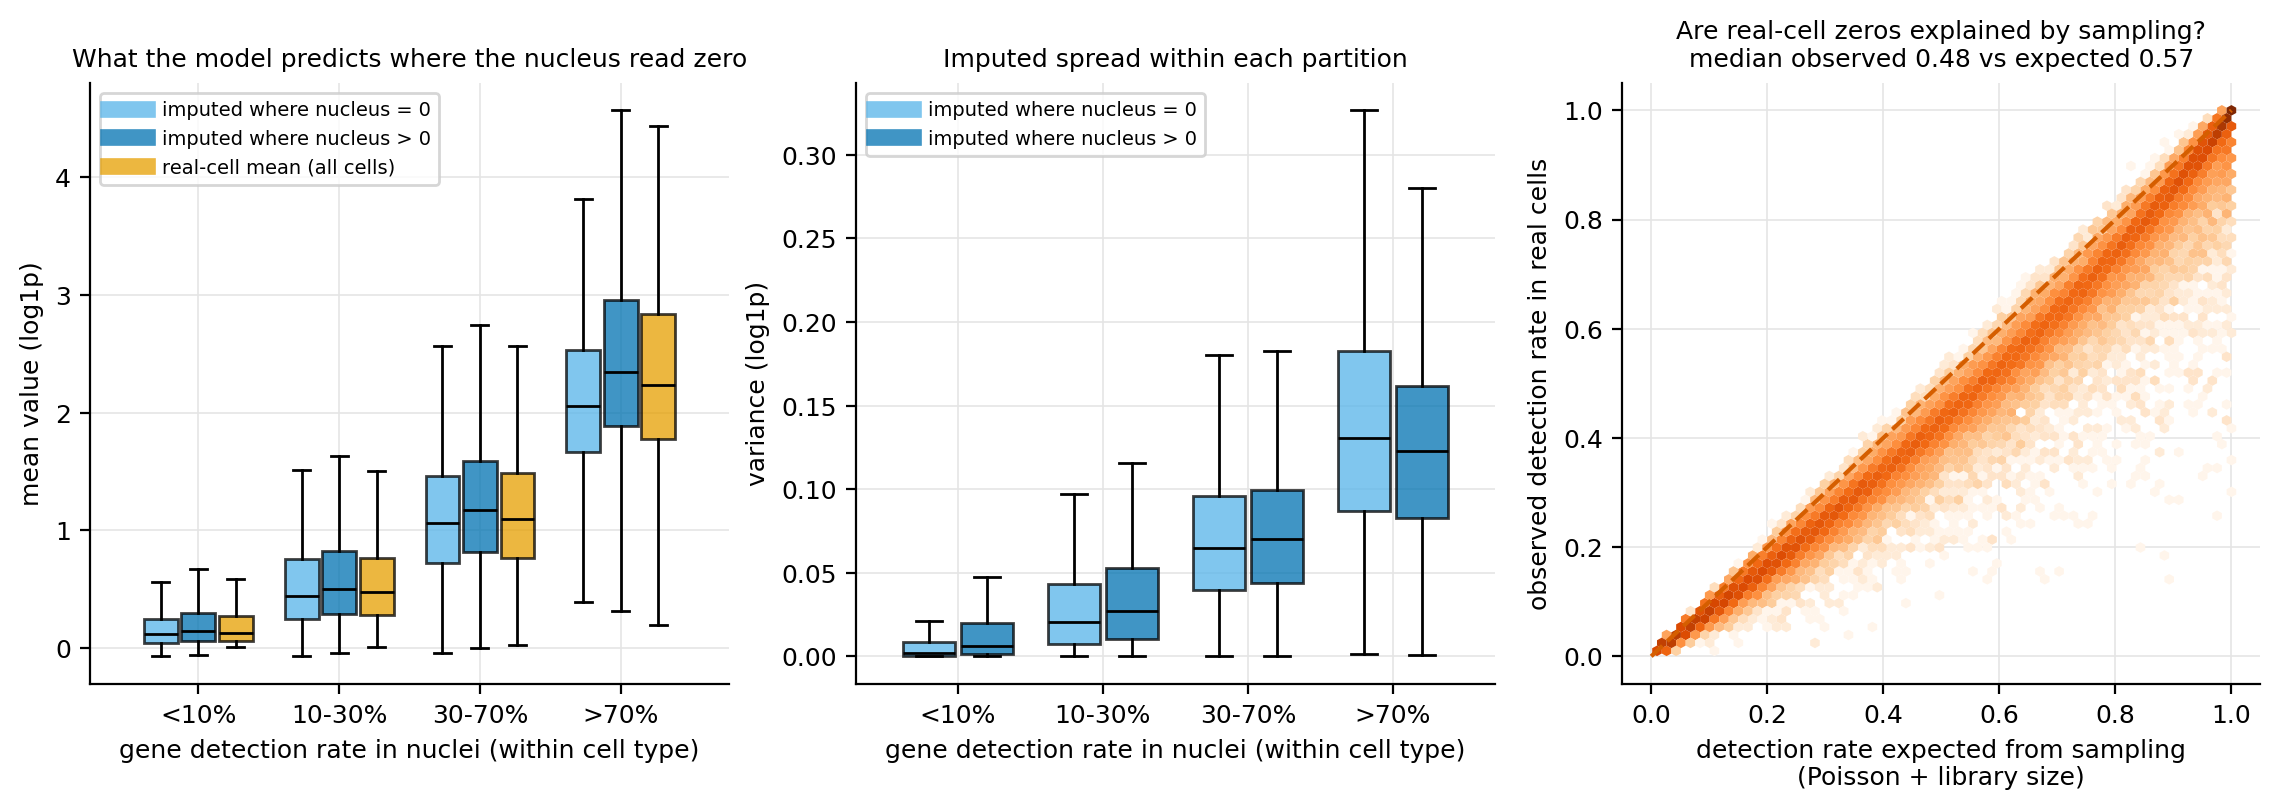 What the model predicts where the nucleus read zero
imputed where nucleus = 0
imputed where nucleus > 0
real-cell mean (all cells)
mean value (log1p)
4
3
2
1
0
<10%
10-30%
30-70%
>70%
gene detection rate in nuclei (within cell type)
Imputed spread within each partition
imputed where nucleus = 0
imputed where nucleus > 0
variance (log1p)
0.30
0.25
0.20
0.15
0.10
0.05
0.00
<10%
10-30%
30-70%
>70%
gene detection rate in nuclei (within cell type)
Are real-cell zeros explained by sampling?
median observed 0.48 vs expected 0.57
observed detection rate in real cells
1.0
0.8
0.6
0.4
0.2
0.0
0.0
0.2
0.4
0.6
0.8
1.0
detection rate expected from sampling
(Poisson + library size)